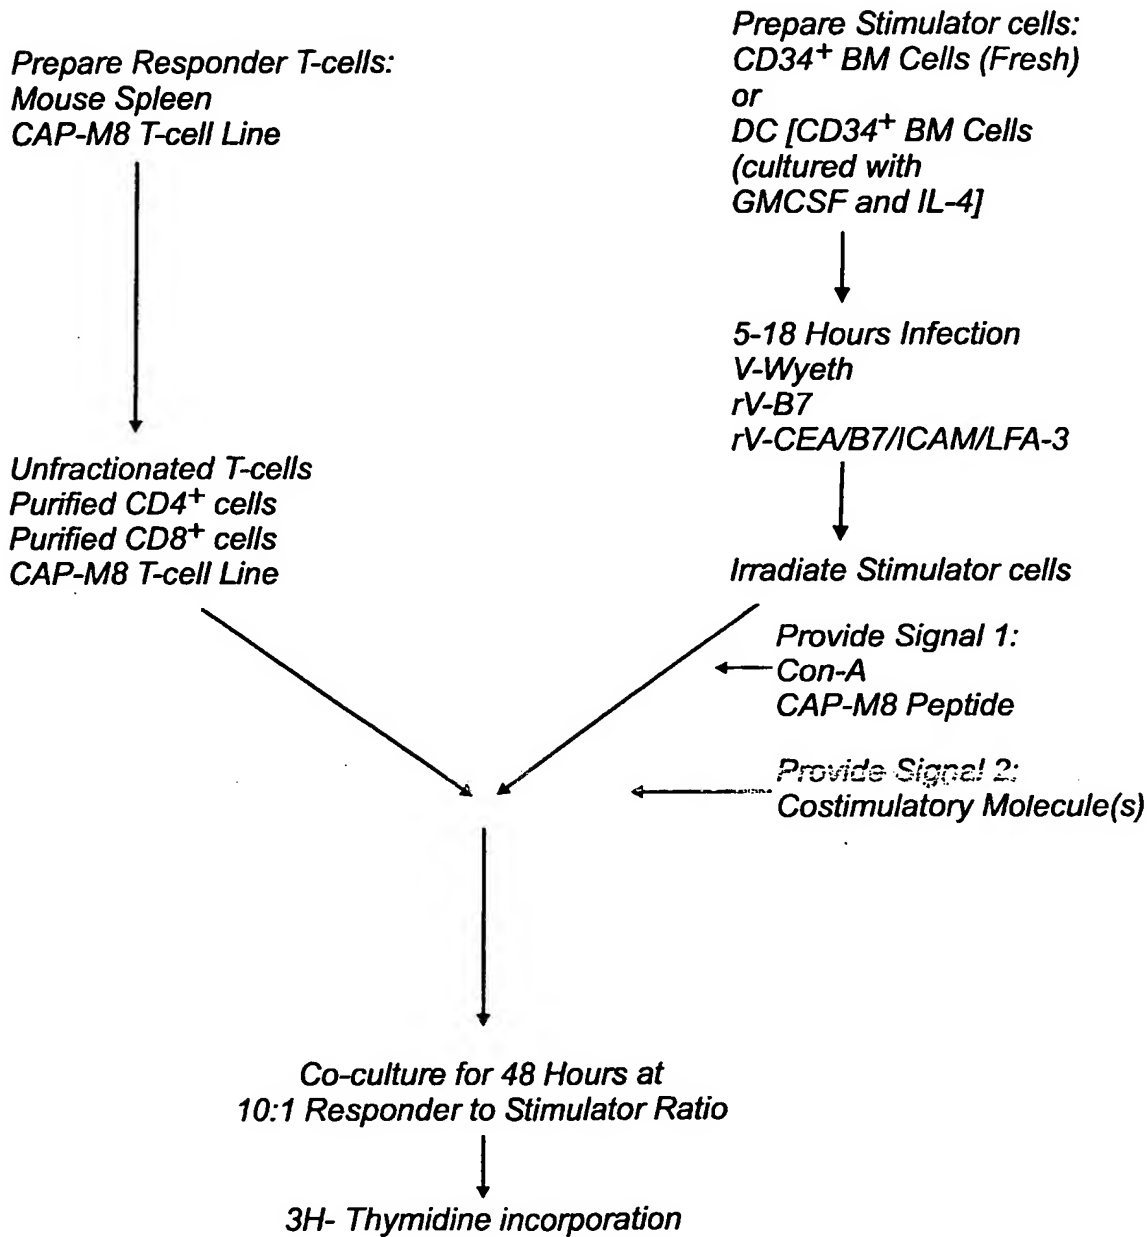 Prepare Responder T-cells:
Mouse Spleen
CAP-M8 T-cell Line
Prepare Stimulator cells:
CD34+ BM Cells (Fresh)
or
DC [CD34+ BM Cells
(cultured with
GMCSF and IL-4]
5-18 Hours Infection
V-Wyeth
rV-B7
rV-CEA/B7/ICAM/LFA-3
Unfractionated T-cells
Purified CD4+ cells
Purified CD8+ cells
CAP-M8 T-cell Line
Irradiate Stimulator cells
Provide Signal 1:
Con-A
CAP-M8 Peptide
Provide Signal 2:
Costimulatory Molecule(s)
Co-culture for 48 Hours at
10:1 Responder to Stimulator Ratio
3H- Thymidine incorporation